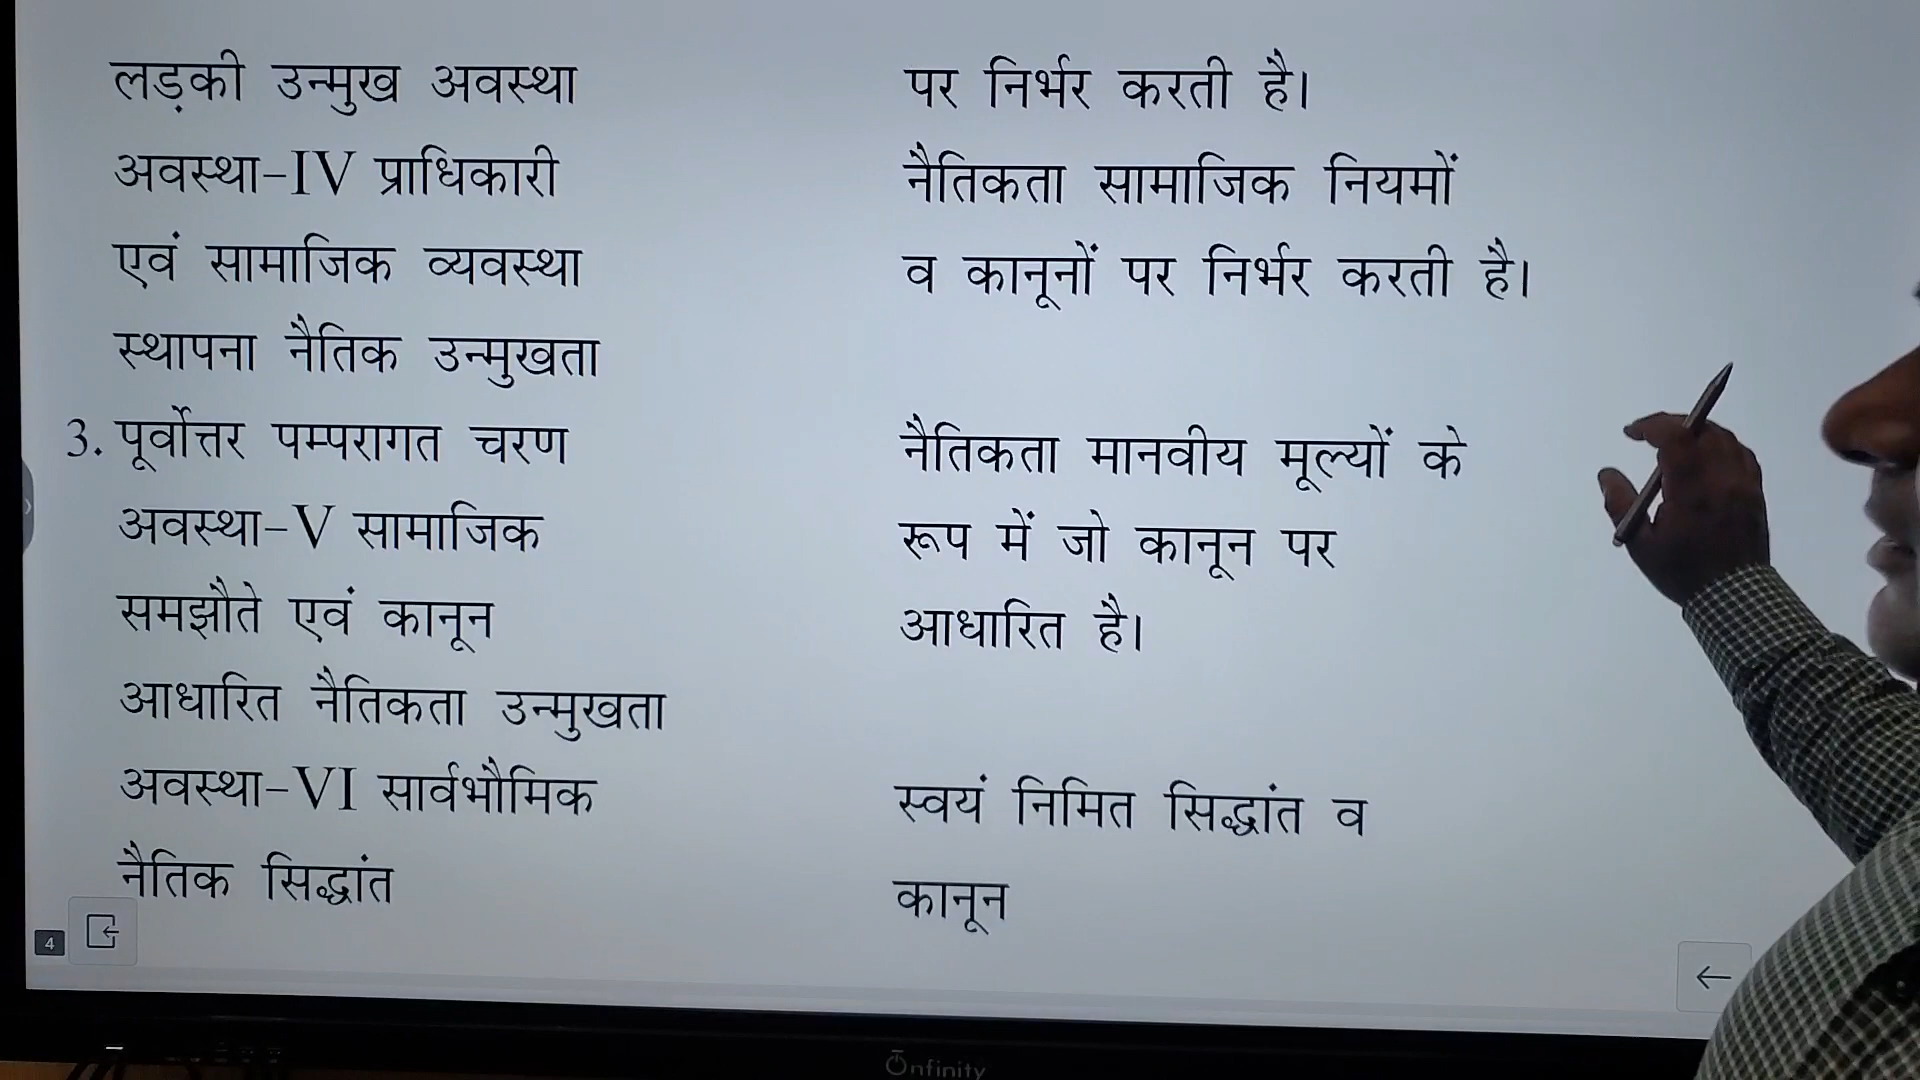 लड़की उन्मुख अवस्था
अवस्था-IV प्राधिकारी
एवं सामाजिक व्यवस्था
स्थापना नैतिक उन्मुखता
3. पूर्वोत्तर पम्परागत चरण
अवस्था-V सामाजिक
समझौते एवं कानून
आधारित नैतिकता उन्मुखता
अवस्था-VI सार्वभौमिक
नैतिक सिद्धांत
पर निर्भर करती है।
नैतिकता सामाजिक नियमों
व कानूनों पर निर्भर करती है।
नैतिकता मानवीय मूल्यों के
रूप में जो कानून पर
आधारित है।
स्वयं निमित सिद्धांत व
कानून
4
Onfinity